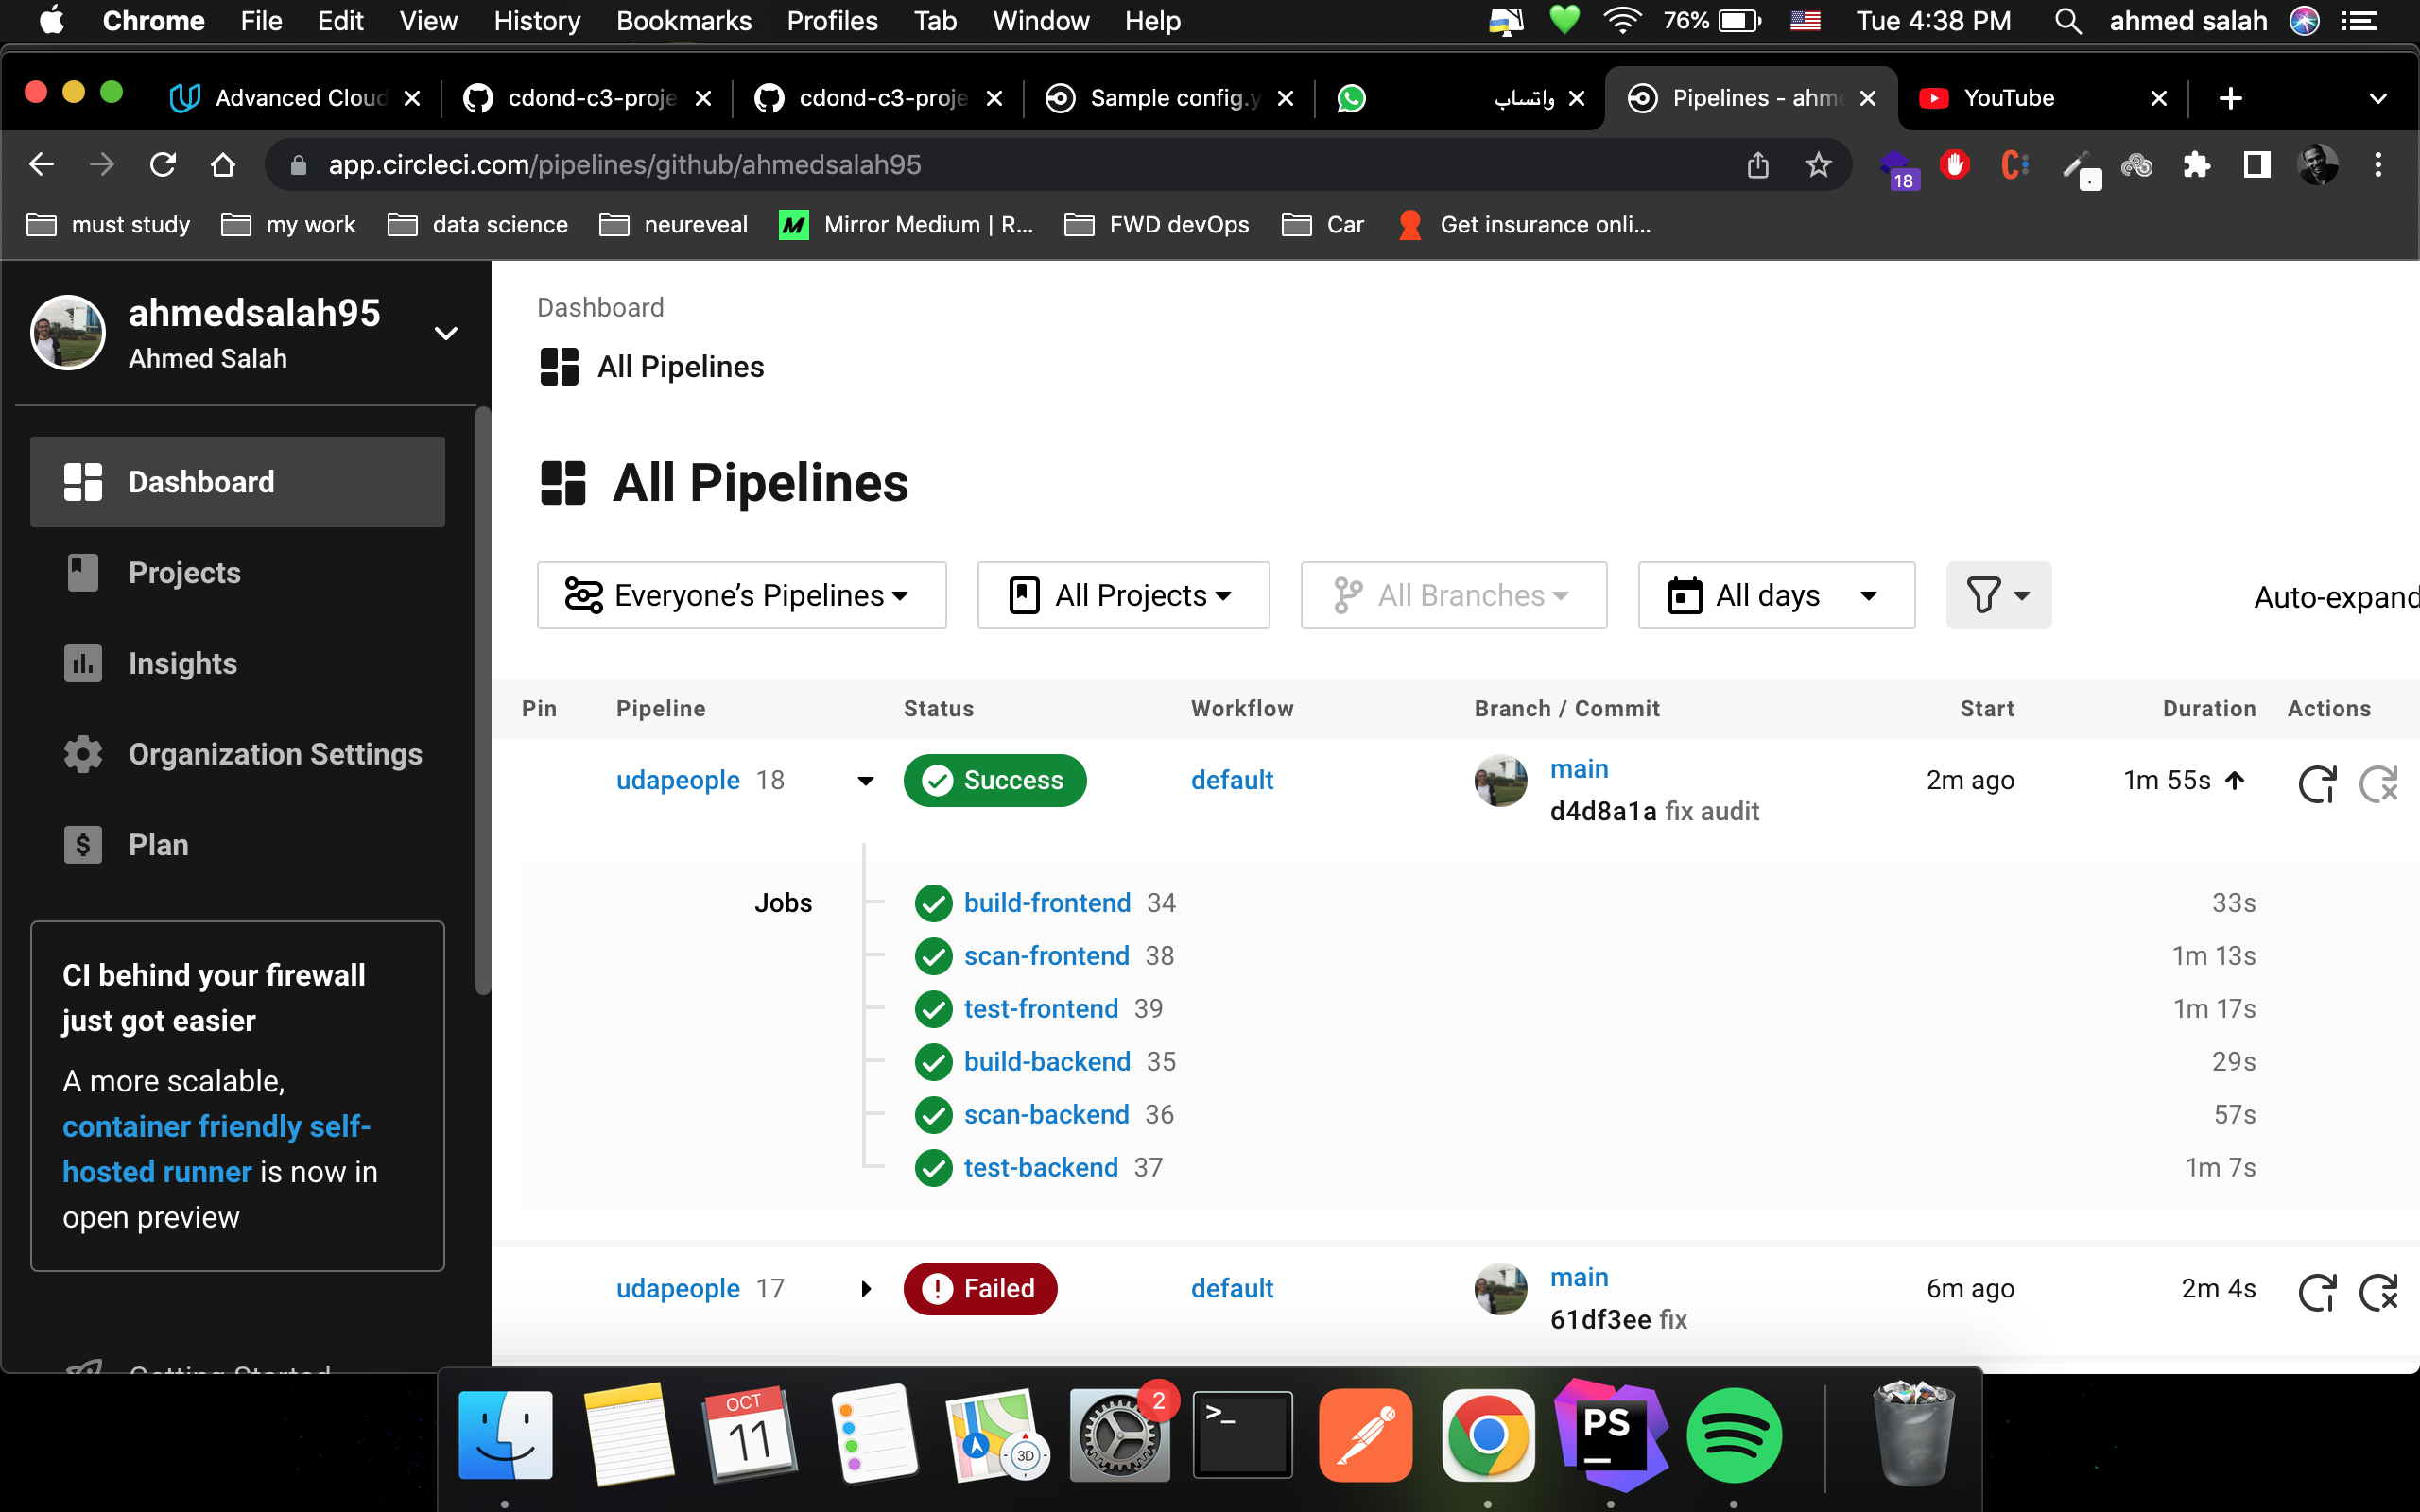 Chrome File Edit View History Bookmarks Profiles Tab Window Help 76% Tue 4:38 PM ahmed salah
Advanced Cloud cdond-c3-proje cdond-c3-proje Sample config.y واتساب Pipelines - ahm YouTube
app.circleci.com/pipelines/github/ahmedsalah95 18
must study my work data science neureveal Mirror Medium | R... FWD devOps Car Get insurance onli...
ahmedsalah95
Ahmed Salah
Dashboard
Projects
Insights
Organization Settings
$ Plan
CI behind your firewall
just got easier
A more scalable,
container friendly self-
hosted runner is now in
open preview
Getting Started
Dashboard
All Pipelines
All Pipelines
Everyone’s Pipelines All Projects All Branches All days Auto-expand
Pin Pipeline Status Workflow Branch / Commit Start Duration Actions
udapeople 18 Success default main 2m ago 1m 55s
d4d8a1a fix audit
Jobs build-frontend 34 33s
scan-frontend 38 1m 13s
test-frontend 39 1m 17s
build-backend 35 29s
scan-backend 36 57s
test-backend 37 1m 7s
udapeople 17 Failed default main 6m ago 2m 4s
61df3ee fix
OCT
11
3D
2
>_
PS